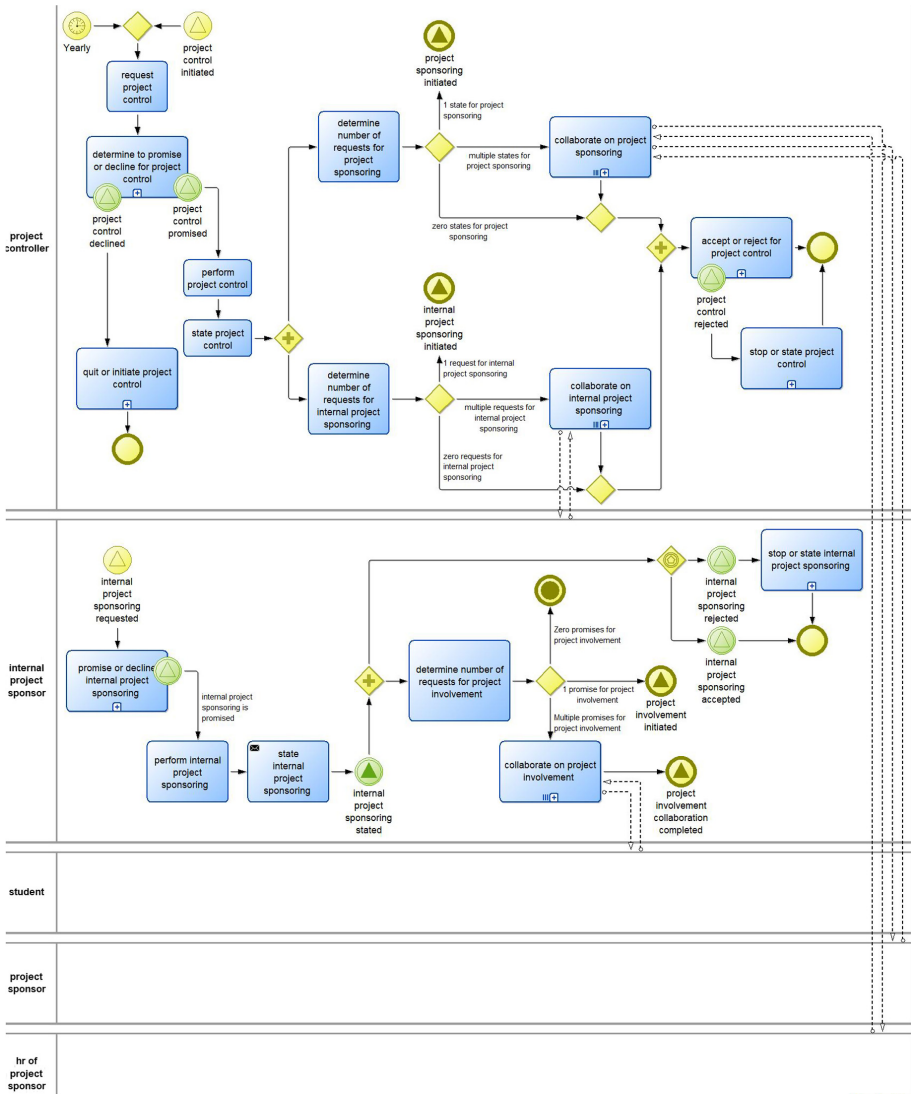 Yearly
project
control
initiated
request
project
control
determine to promise
or decline for project
control
project
control
declined
project
control
promised
perform
project control
state project
control
quit or initiate project
control
determine
number of
requests for
project
sponsoring
project
sponsoring
initiated
1 state for project
sponsoring
multiple states for
project sponsoring
zero states for project
sponsoring
collaborate on project
sponsoring
accept or reject for
project control
project
control
rejected
stop or state project
control
internal
project
sponsoring
initiated
determine
number of
requests for
internal project
sponsoring
1 request for internal
project sponsoring
multiple requests for
internal project
sponsoring
zero requests for
internal project
sponsoring
collaborate on
internal project
sponsoring
project
controller
internal
project
sponsoring
requested
promise or decline
internal project
sponsoring
internal project
sponsoring is
promised
perform internal
project
sponsoring
state
internal
project
sponsoring
internal
project
sponsoring
stated
determine number of
requests for project
involvement
Zero promises for
project involvement
1 promise for project
involvement
Multiple promises for
project involvement
project
involvement
initiated
collaborate on project
involvement
project
involvement
collaboration
completed
internal
project
sponsoring
rejected
stop or state internal
project sponsoring
internal
project
sponsoring
accepted
internal
project
sponsor
student
project
sponsor
hr of
project
sponsor